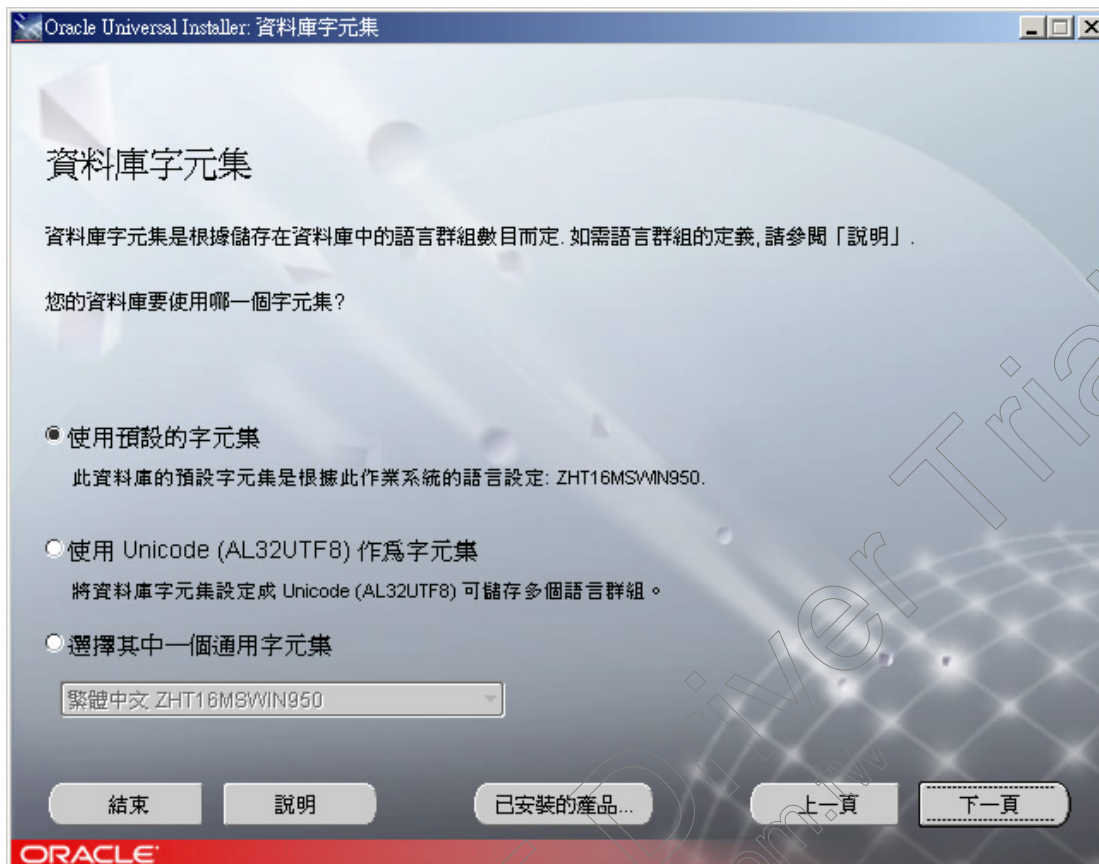 Oracle Universal Installer: 資料庫字元集
資料庫字元集
資料庫字元集是根據儲存在資料庫中的語言群組數目而定. 如需語言群組的定義, 請參閱「說明」.
您的資料庫要使用哪一個字元集?
使用預設的字元集
此資料庫的預設字元集是根據此作業系統的語言設定: ZHT16MSWIN950.
使用 Unicode (AL32UTF8) 作為字元集
將資料庫字元集設定成 Unicode (AL32UTF8) 可儲存多個語言群組。
選擇其中一個通用字元集
繁體中文 ZHT16MSWIN950
結束 說明 已安裝的產品... 上一頁 下一頁
ORACLE
Driver Trial
om.tw